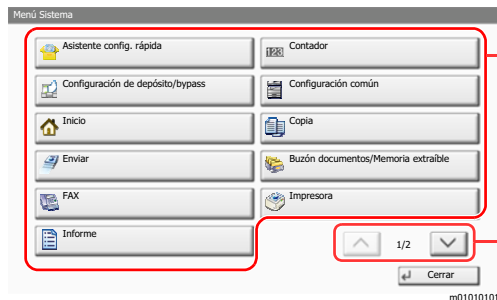 Menú Sistema
Asistente config. rápida
Contador
Configuración de depósito/bypass
Configuración común
Inicio
Copia
Enviar
Buzón documentos/Memoria extraíble
FAX
Impresora
Informe
1/2
Cerrar
m01010101